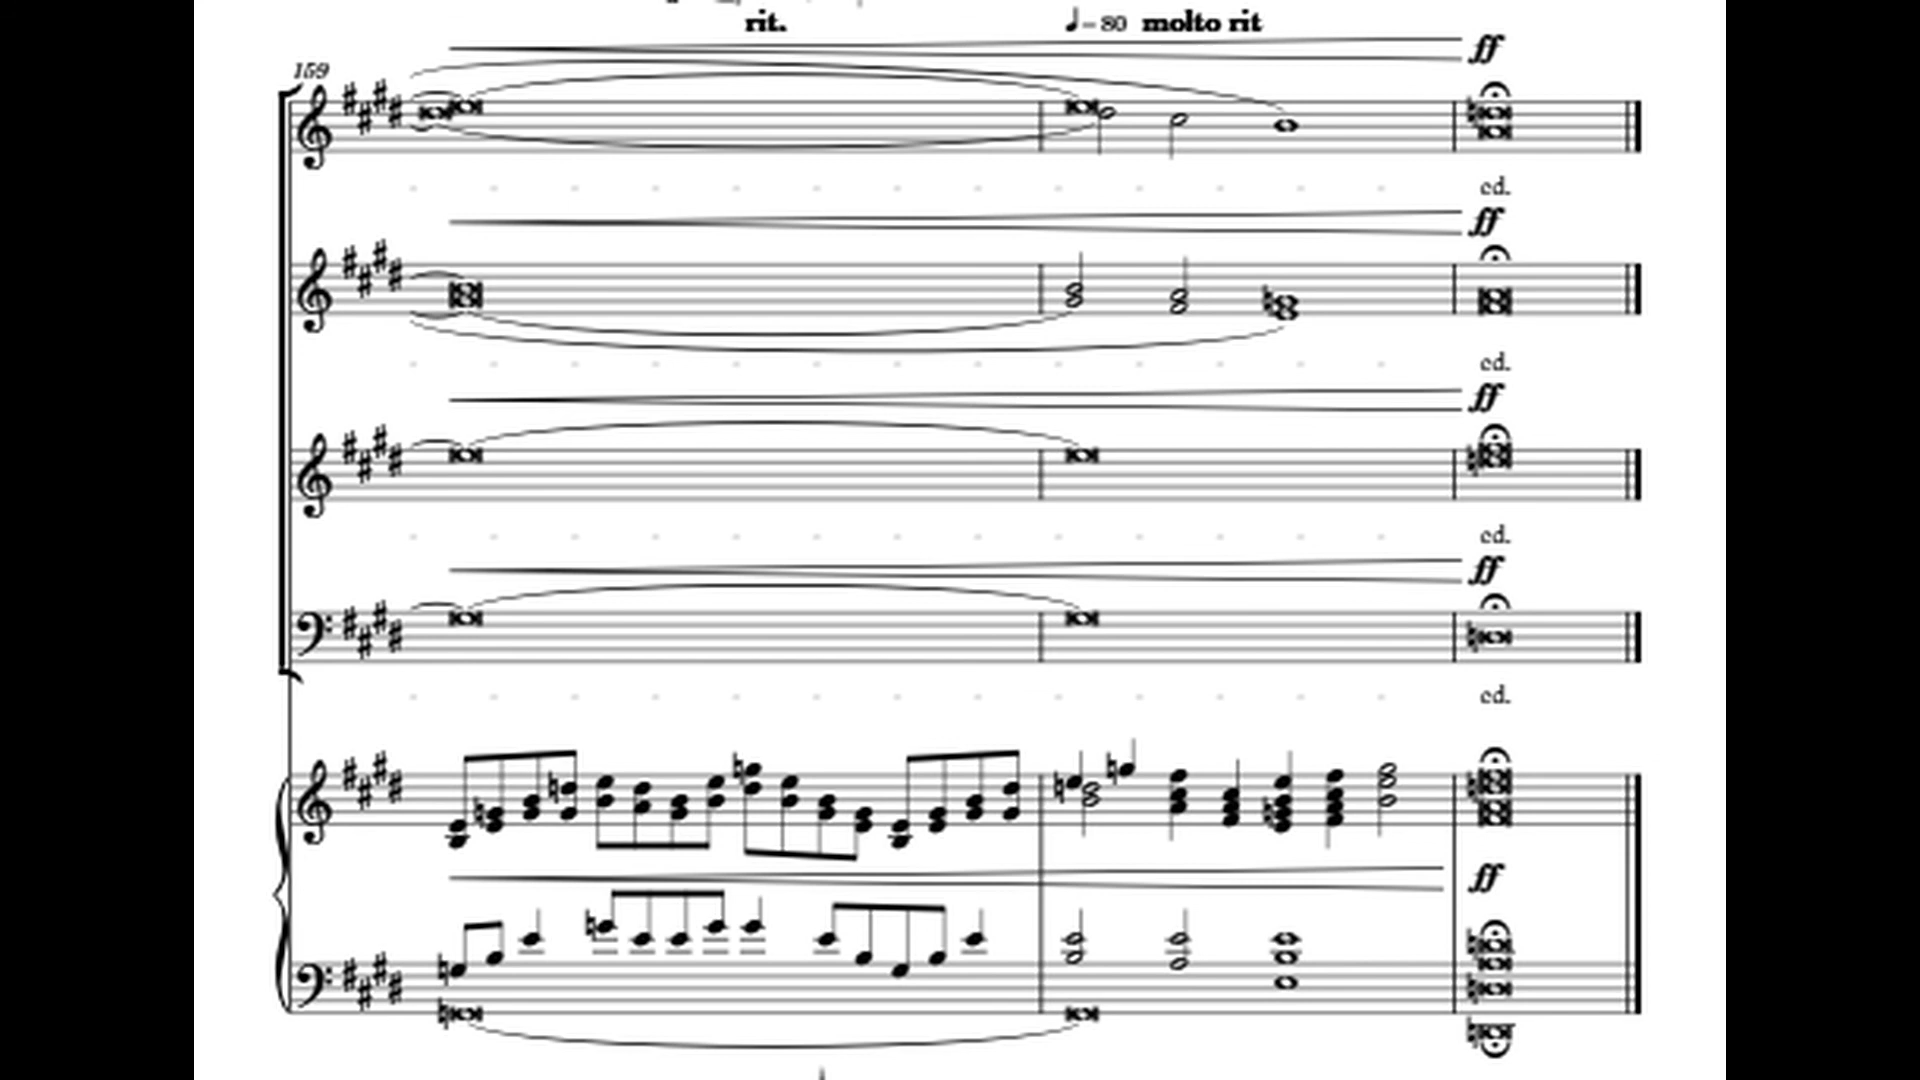 rit.
♩=80 molto rit
ff
159
cd.
ff
cd.
ff
cd.
ff
cd.
ff